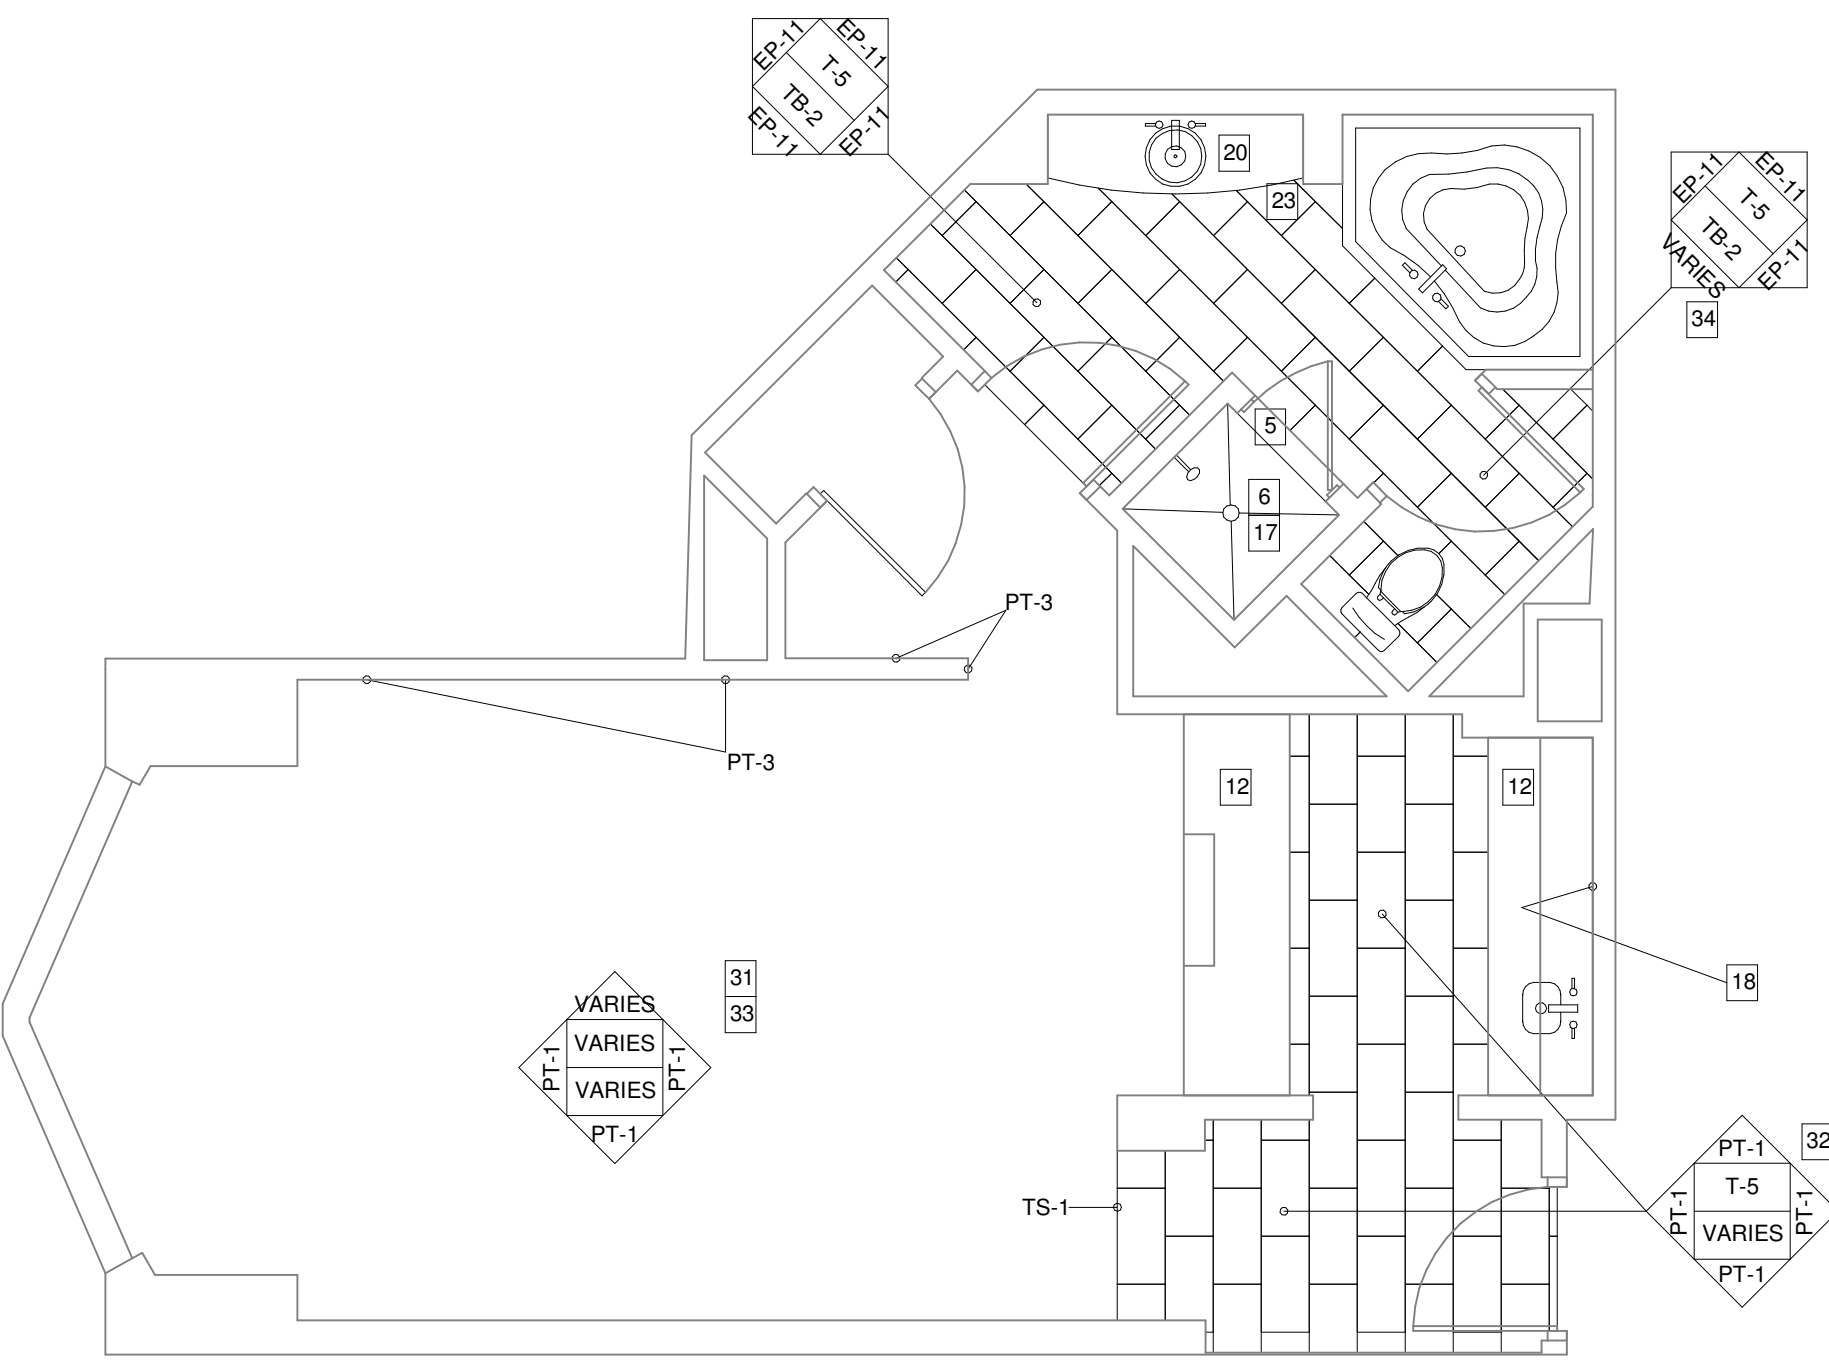 EP-11
EP-11
T-5
TB-2
EP-11
EP-11
20
23
EP-11
EP-11
T-5
TB-2
VARIES
EP-11
34
5
6
17
PT-3
PT-3
12
12
18
31
33
VARIES
PT-1
VARIES
PT-1
VARIES
PT-1
TS-1
32
PT-1
PT-1
T-5
PT-1
VARIES
PT-1